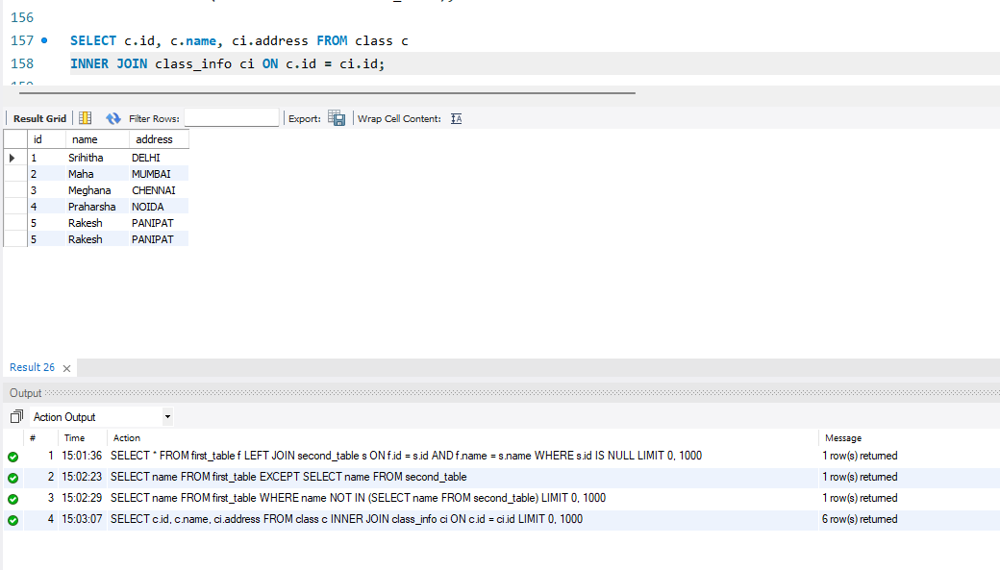 156
157 SELECT c.id, c.name, ci.address FROM class c
158 INNER JOIN class_info ci ON c.id = ci.id;
Result Grid Filter Rows: Export: Wrap Cell Content:
id name address
1 Srihitha DELHI
2 Maha MUMBAI
3 Meghana CHENNAI
4 Praharsha NOIDA
5 Rakesh PANIPAT
5 Rakesh PANIPAT
Result 26
Output
Action Output
# Time Action Message
1 15:01:36 SELECT * FROM first_table f LEFT JOIN second_table s ON f.id = s.id AND f.name = s.name WHERE s.id IS NULL LIMIT 0, 1000 1 row(s) returned
2 15:02:23 SELECT name FROM first_table EXCEPT SELECT name FROM second_table 1 row(s) returned
3 15:02:29 SELECT name FROM first_table WHERE name NOT IN (SELECT name FROM second_table) LIMIT 0, 1000 1 row(s) returned
4 15:03:07 SELECT c.id, c.name, ci.address FROM class c INNER JOIN class_info ci ON c.id = ci.id LIMIT 0, 1000 6 row(s) returned